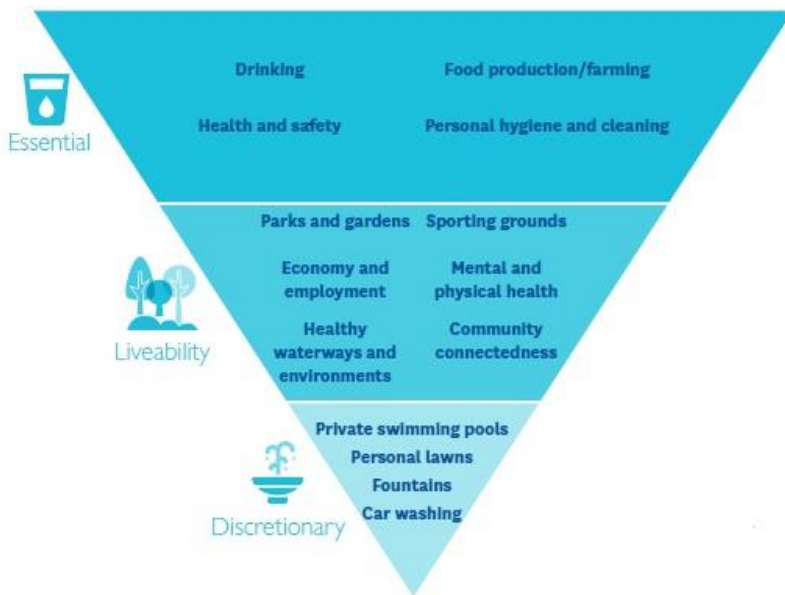 Drinking
Food production/farming
Health and safety
Personal hygiene and cleaning
Essential
Parks and gardens
Sporting grounds
Economy and
employment
Mental and
physical health
Healthy
waterways and
environments
Community
connectedness
Liveability
Private swimming pools
Personal lawns
Fountains
Car washing
Discretionary